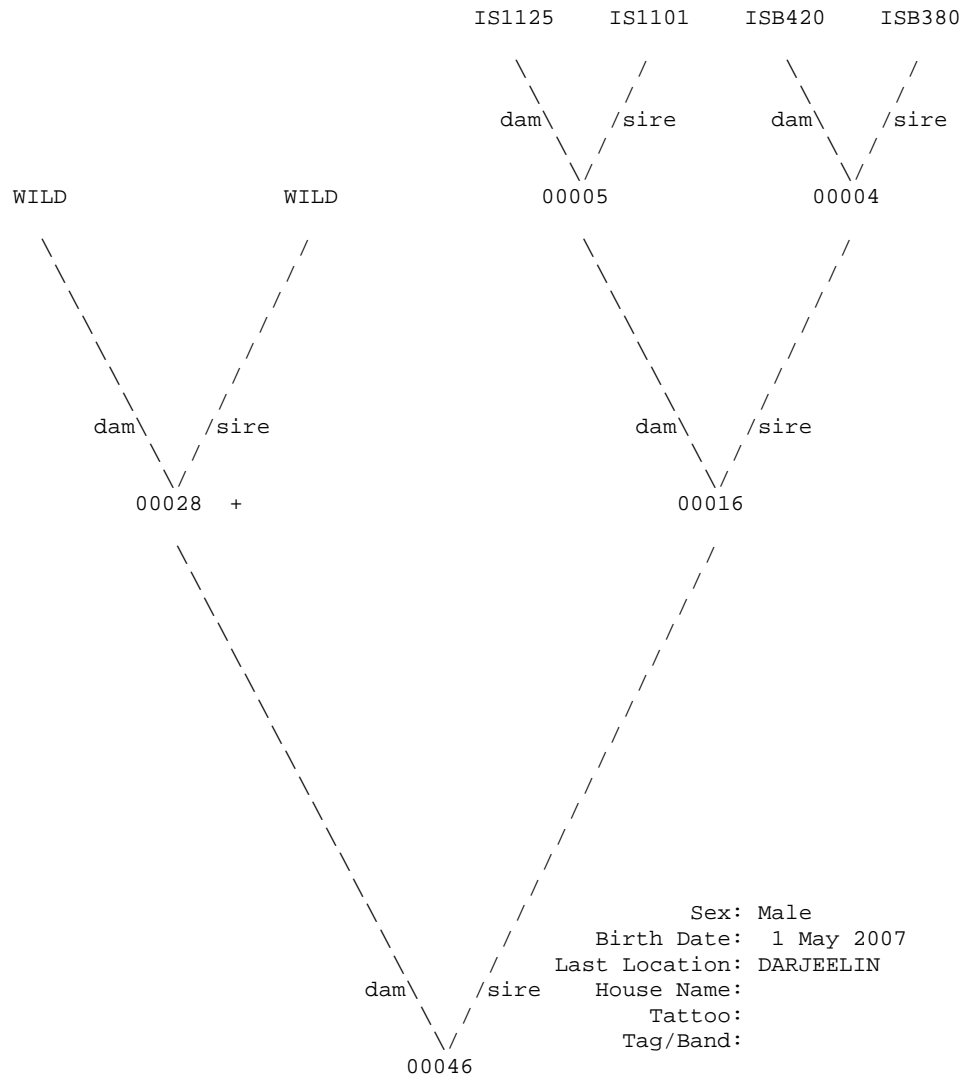 IS1125 IS1101 ISB420 ISB380
dam sire dam sire
WILD WILD 00005 00004
dam sire dam sire
00028 + 00016
Sex: Male
Birth Date: 1 May 2007
Last Location: DARJEELIN
dam sire House Name:
Tattoo:
Tag/Band:
00046